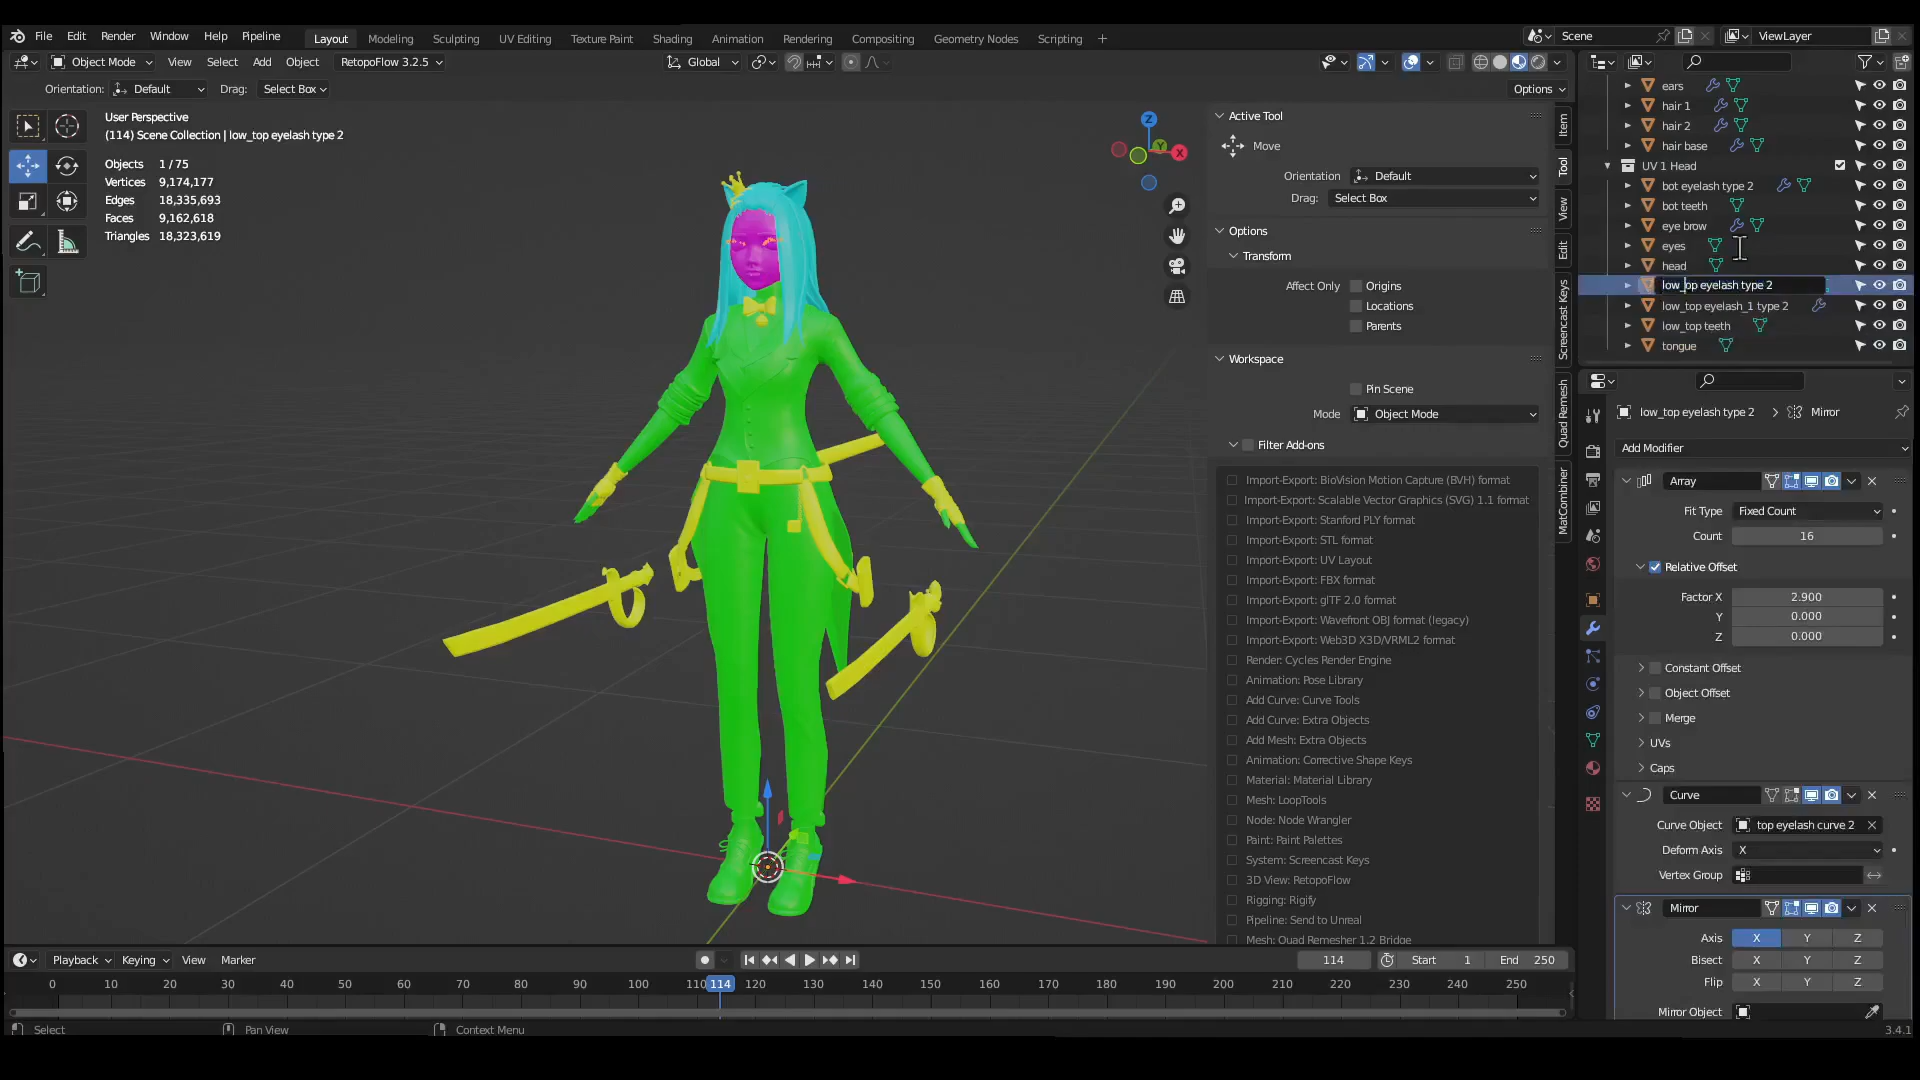 File Edit Render Window Help Pipeline Layout Modeling Sculpting UV Editing Texture Paint Shading Animation Rendering Compositing Geometry Nodes Scripting + Scene ViewLayer
Object Mode View Select Add Object RetopoFlow 3.2.5 Global
Orientation: Default Drag: Select Box Options
User Perspective
(114) Scene Collection | low_top eyelash type 2
Objects 1 / 75
Vertices 9,174,177
Edges 18,335,693
Faces 9,162,618
Triangles 18,323,619
Z
Y
X
Active Tool
Move
Orientation Default
Drag: Select Box
Options
Transform
Affect Only Origins
Locations
Parents
Workspace
Pin Scene
Mode Object Mode
Filter Add-ons
Import-Export: BioVision Motion Capture (BVH) format
Import-Export: Scalable Vector Graphics (SVG) 1.1 format
Import-Export: Stanford PLY format
Import-Export: STL format
Import-Export: UV Layout
Import-Export: FBX format
Import-Export: glTF 2.0 format
Import-Export: Wavefront OBJ format (legacy)
Import-Export: Web3D X3D/VRML2 format
Render: Cycles Render Engine
Animation: Pose Library
Add Curve: Curve Tools
Add Curve: Extra Objects
Add Mesh: Extra Objects
Animation: Corrective Shape Keys
Material: Material Library
Mesh: LoopTools
Node: Node Wrangler
Paint: Paint Palettes
System: Screencast Keys
3D View: RetopoFlow
Rigging: Rigify
Pipeline: Send to Unreal
Mesh: Quad Remesher 1.2 Bridge
Item
Tool
View
Edit
Screencast Keys
Quad Remesh
MatCombiner
ears
hair 1
hair 2
hair base
UV 1 Head
bot eyelash type 2
bot teeth
eye brow
eyes
head
low_top eyelash type 2
low_top eyelash_1 type 2
low_top teeth
tongue
low_top eyelash type 2 > Mirror
Add Modifier
Array
Fit Type Fixed Count
Count 16
Relative Offset
Factor X 2.900
Y 0.000
Z 0.000
Constant Offset
Object Offset
Merge
UVs
Caps
Curve
Curve Object top eyelash curve 2
Deform Axis X
Vertex Group
Mirror
Axis X Y Z
Bisect X Y Z
Flip X Y Z
Mirror Object
Playback Keying View Marker 114 Start 1 End 250
0 10 20 30 40 50 60 70 80 90 100 110 114 120 130 140 150 160 170 180 190 200 210 220 230 240 250
Select Pan View Context Menu 3.4.1